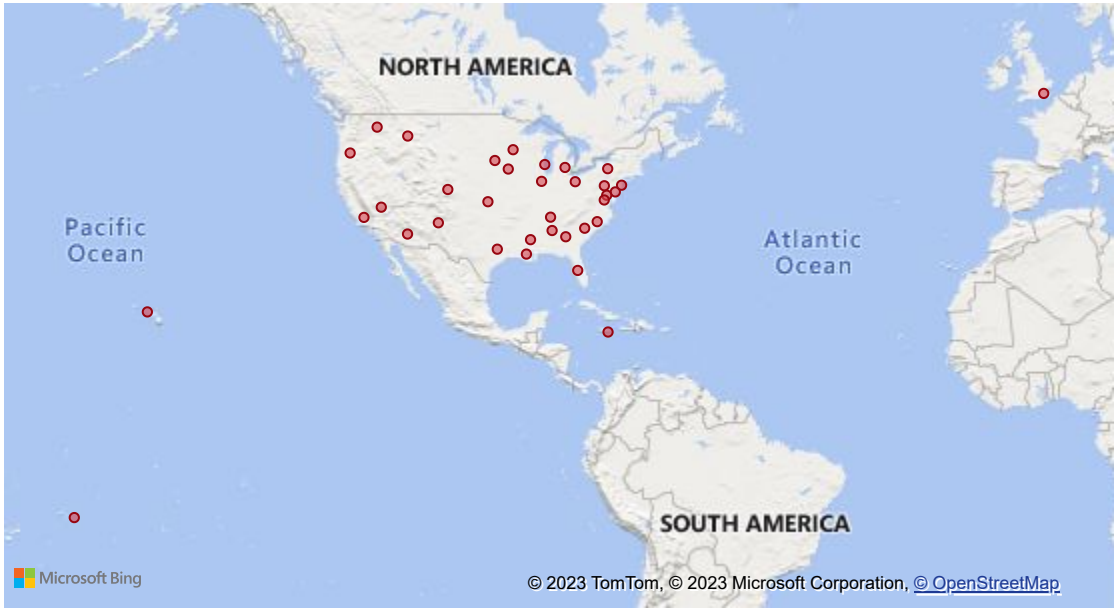 NORTH AMERICA
Pacific
Ocean
Atlantic
Ocean
SOUTH AMERICA
Microsoft Bing
© 2023 TomTom, © 2023 Microsoft Corporation, © OpenStreetMap